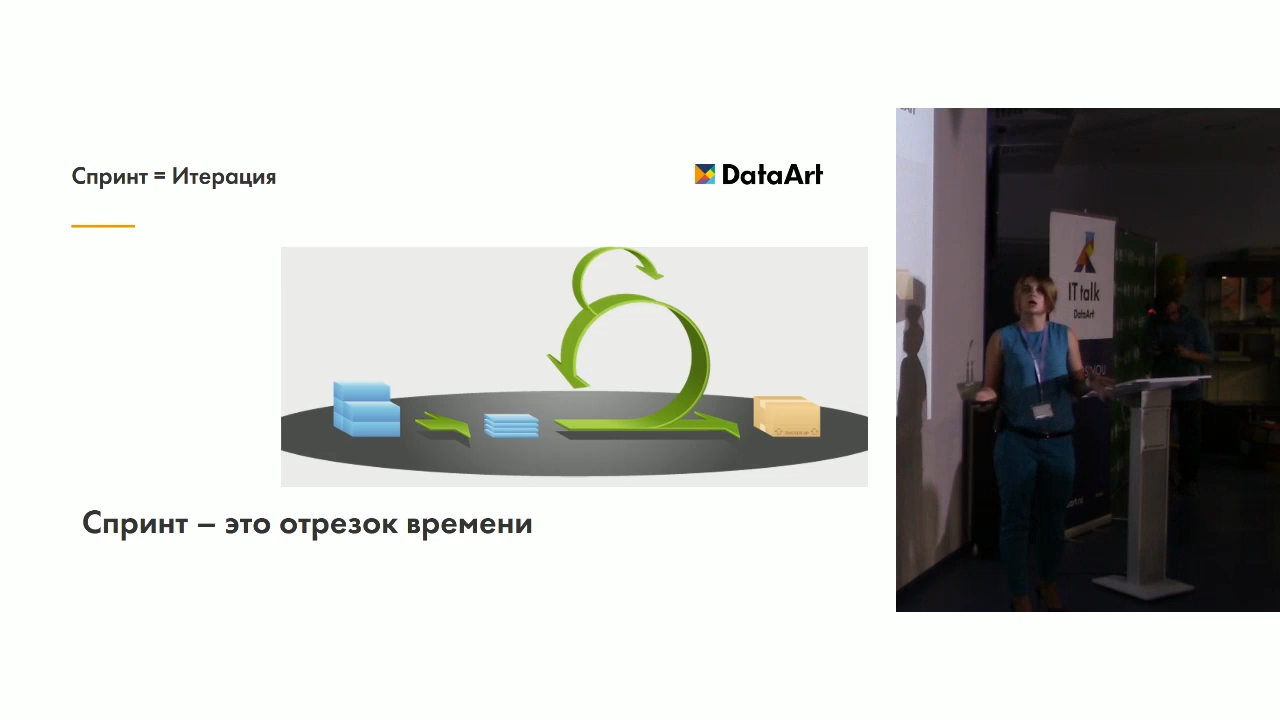 Спринт = Итерация
DataArt
Спринт – это отрезок времени
IT talk
DataArt